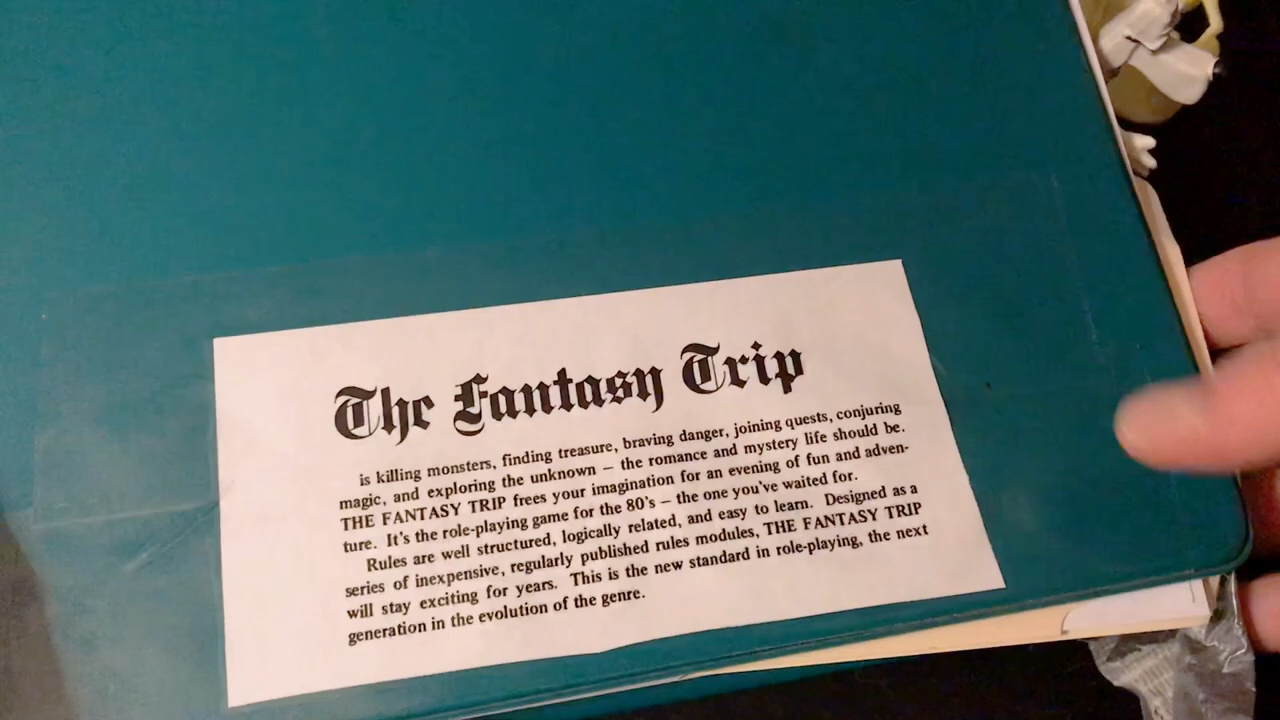 The Fantasy Trip
is killing monsters, finding treasure, braving danger, joining quests, conjuring
magic, and exploring the unknown — the romance and mystery life should be.
THE FANTASY TRIP frees your imagination for an evening of fun and adven-
ture. It's the role-playing game for the 80's — the one you've waited for.
Rules are well structured, logically related, and easy to learn. Designed as a
series of inexpensive, regularly published rules modules, THE FANTASY TRIP
will stay exciting for years. This is the new standard in role-playing, the next
generation in the evolution of the genre.